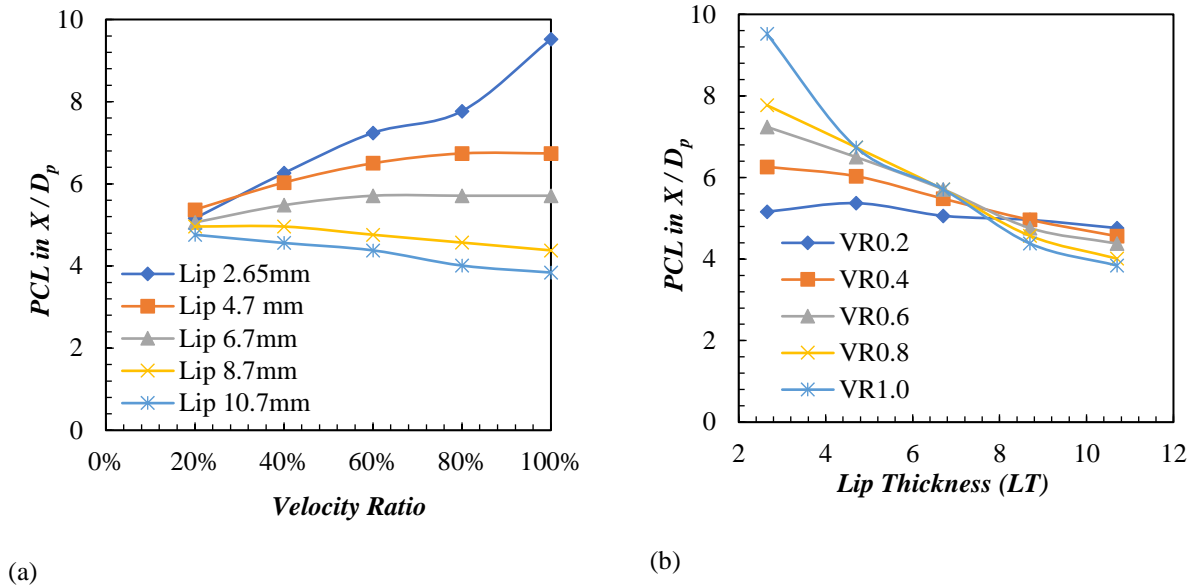 PCL in X / Dp
10
8
6
4
2
0
0%
20%
40%
60%
80%
100%
Velocity Ratio
Lip 2.65mm
Lip 4.7 mm
Lip 6.7mm
Lip 8.7mm
Lip 10.7mm
(a)
PCL in X / Dp
10
8
6
4
2
0
2
4
6
8
10
12
Lip Thickness (LT)
VR0.2
VR0.4
VR0.6
VR0.8
VR1.0
(b)